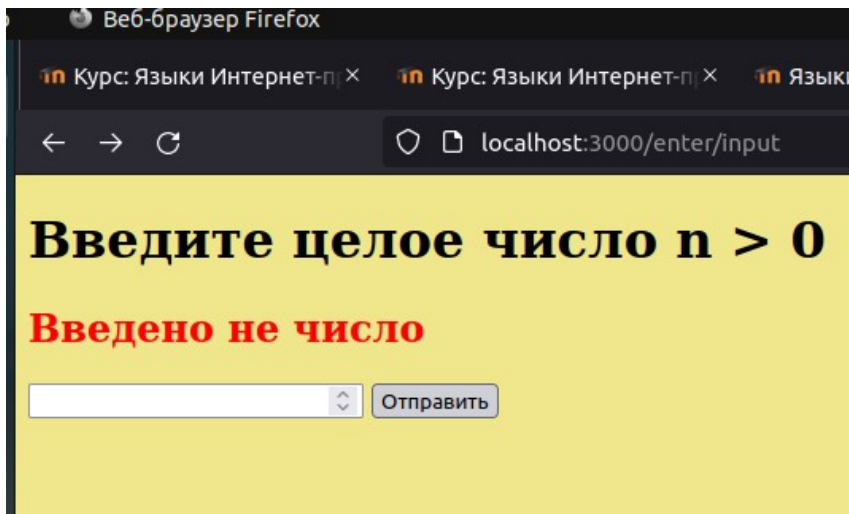 Веб-браузер Firefox
Курс: Языки Интернет-п × Курс: Языки Интернет-п × Языки
localhost:3000/enter/input
Введите целое число n > 0
Введено не число
Отправить